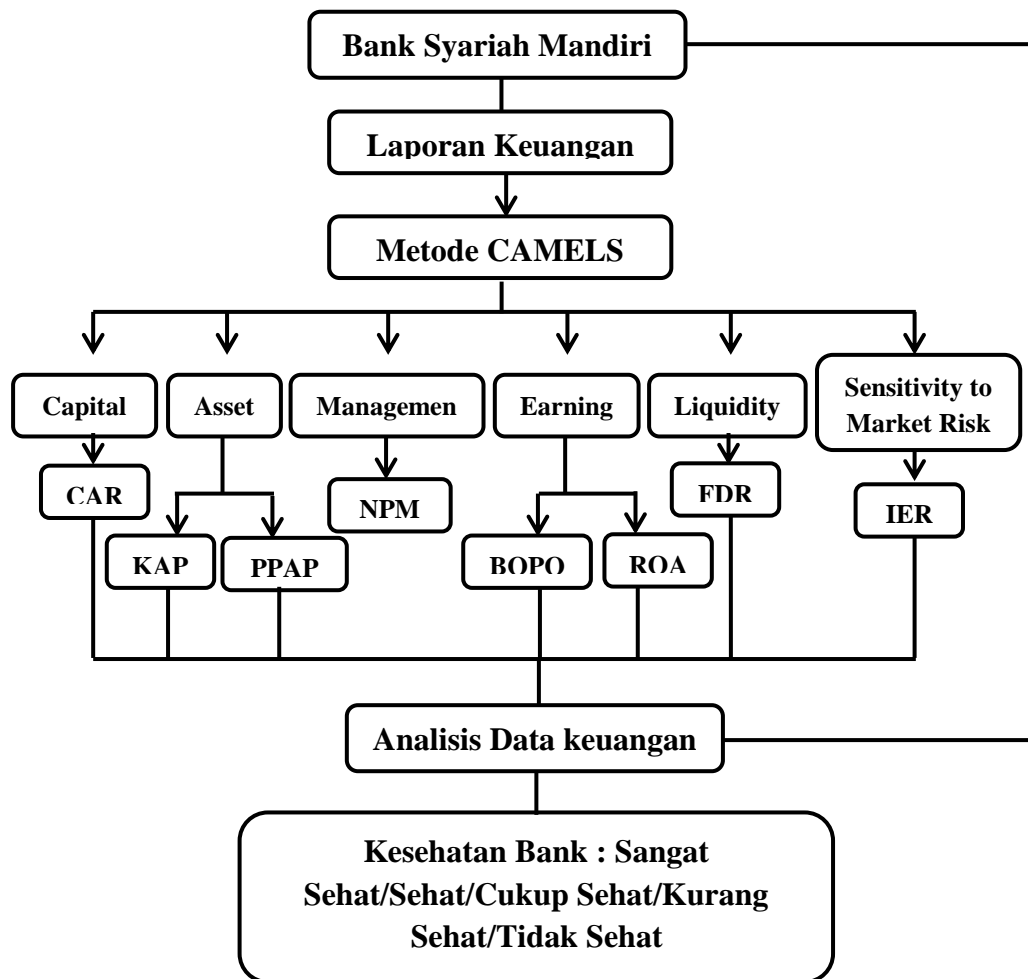 Bank Syariah Mandiri
Laporan Keuangan
Metode CAMELS
Capital
Asset
Managemen
Earning
Liquidity
Sensitivity to
Market Risk
CAR
KAP
PPAP
NPM
BOPO
ROA
FDR
IER
Analisis Data keuangan
Kesehatan Bank : Sangat
Sehat/Sehat/Cukup Sehat/Kurang
Sehat/Tidak Sehat